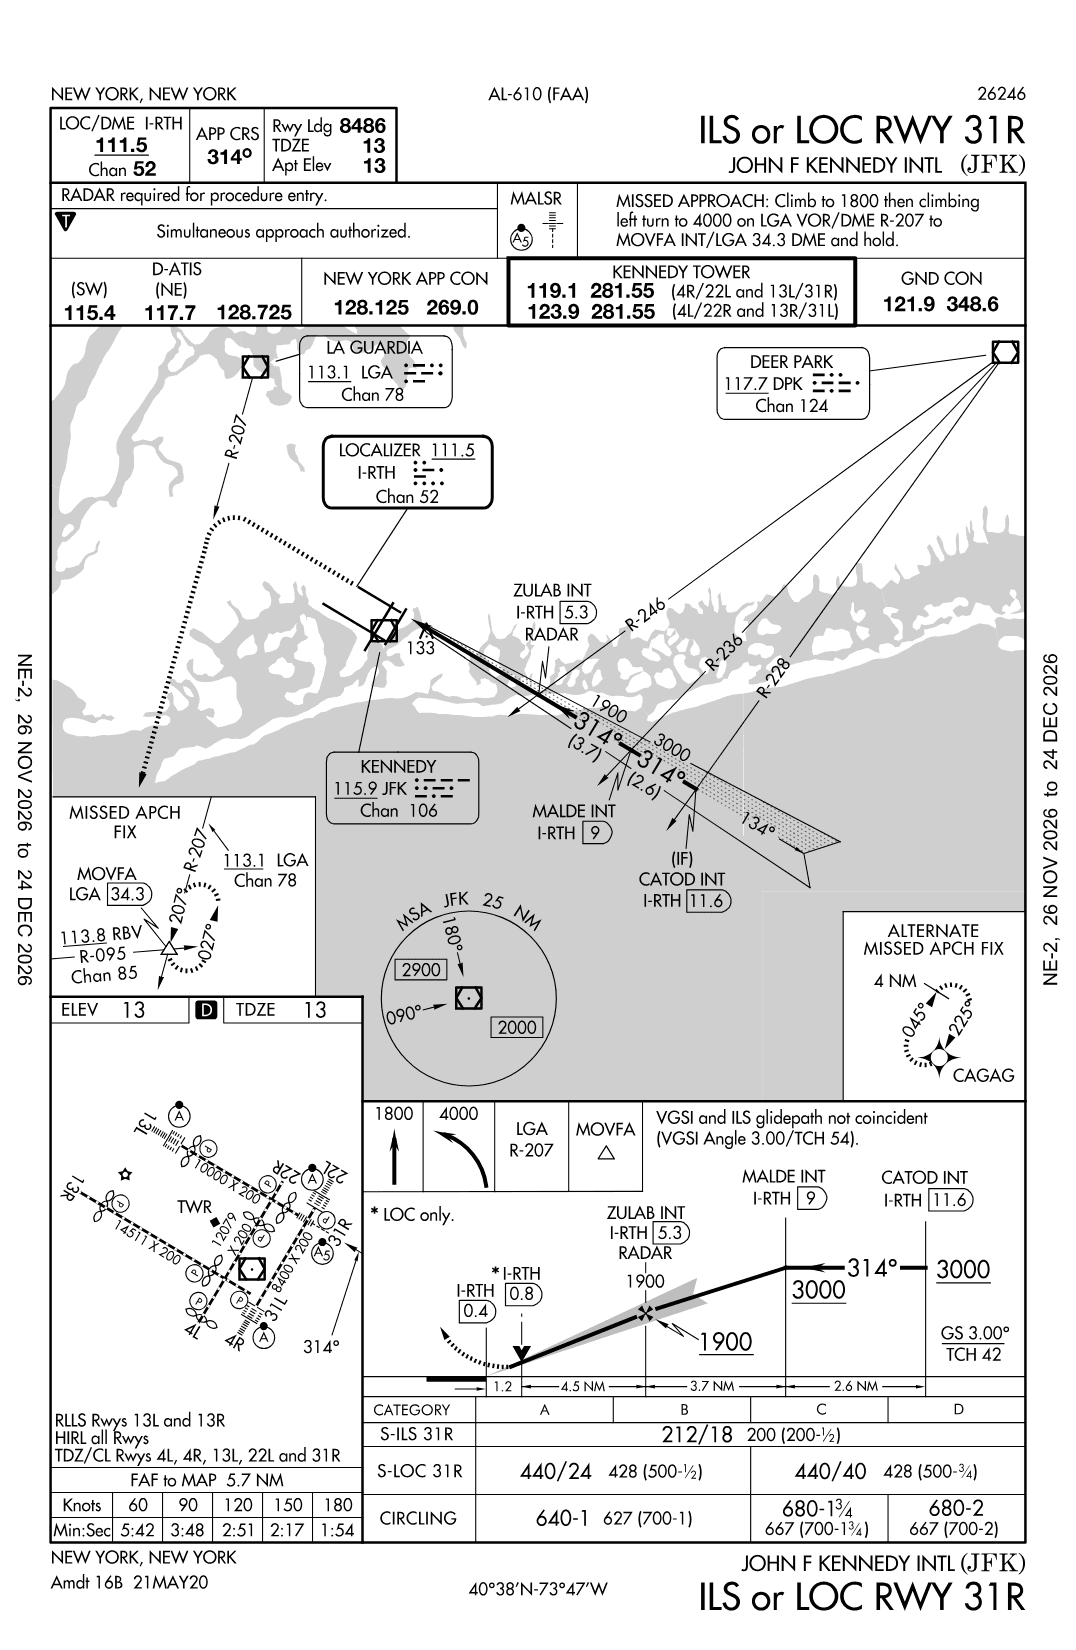 NEW YORK, NEW YORK
AL-610 (FAA)
26246
LOC/DME I-RTH
111.5
Chan 52
APP CRS
314°
Rwy Ldg 8486
TDZE 13
Apt Elev 13
ILS or LOC RWY 31R
JOHN F KENNEDY INTL (JFK)
RADAR required for procedure entry.
T
Simultaneous approach authorized.
MALSR
A5
MISSED APPROACH: Climb to 1800 then climbing
left turn to 4000 on LGA VOR/DME R-207 to
MOVFA INT/LGA 34.3 DME and hold.
D-ATIS
(SW) (NE)
115.4 117.7 128.725
NEW YORK APP CON
128.125 269.0
KENNEDY TOWER
119.1 281.55 (4R/22L and 13L/31R)
123.9 281.55 (4L/22R and 13R/31L)
GND CON
121.9 348.6
LA GUARDIA
113.1 LGA
Chan 78
DEER PARK
117.7 DPK
Chan 124
R-207
LOCALIZER 111.5
I-RTH
Chan 52
ZULAB INT
I-RTH 5.3
RADAR
R-246
R-236
R-228
133
1900
314°
(3.7)
3000
314°
(2.6)
134°
KENNEDY
115.9 JFK
Chan 106
MALDE INT
I-RTH 9
(IF)
CATOD INT
I-RTH 11.6
MISSED APCH
FIX
R-207
113.1 LGA
Chan 78
MOVFA
LGA 34.3
207°
027°
113.8 RBV
R-095
Chan 85
MSA JFK 25 NM
180°
2900
090°
2000
ALTERNATE
MISSED APCH FIX
4 NM
045°
225°
CAGAG
NE-2, 26 NOV 2026 to 24 DEC 2026
NE-2, 26 NOV 2026 to 24 DEC 2026
ELEV 13
D
TDZE 13
13L
A
P
10000 X 200
22R
22L
A
P
13R
P
TWR
12079 X 200
P
P
31R
A5
14511 X 200
8400 X 200
P
P
P
31L
4L
4R
A
314°
RLLS Rwys 13L and 13R
HIRL all Rwys
TDZ/CL Rwys 4L, 4R, 13L, 22L and 31R
FAF to MAP 5.7 NM
Knots 60 90 120 150 180
Min:Sec 5:42 3:48 2:51 2:17 1:54
1800
4000
LGA
R-207
MOVFA
VGSI and ILS glidepath not coincident
(VGSI Angle 3.00/TCH 54).
* LOC only.
MALDE INT
I-RTH 9
CATOD INT
I-RTH 11.6
ZULAB INT
I-RTH 5.3
RADAR
1900
* I-RTH
0.8
I-RTH
0.4
314°
3000
3000
1900
GS 3.00°
TCH 42
1.2
4.5 NM
3.7 NM
2.6 NM
CATEGORY A B C D
S-ILS 31R 212/18 200 (200-½)
S-LOC 31R 440/24 428 (500-½) 440/40 428 (500-¾)
CIRCLING 640-1 627 (700-1) 680-1¾ 667 (700-1¾) 680-2 667 (700-2)
NEW YORK, NEW YORK
Amdt 16B 21MAY20
40°38'N-73°47'W
JOHN F KENNEDY INTL (JFK)
ILS or LOC RWY 31R